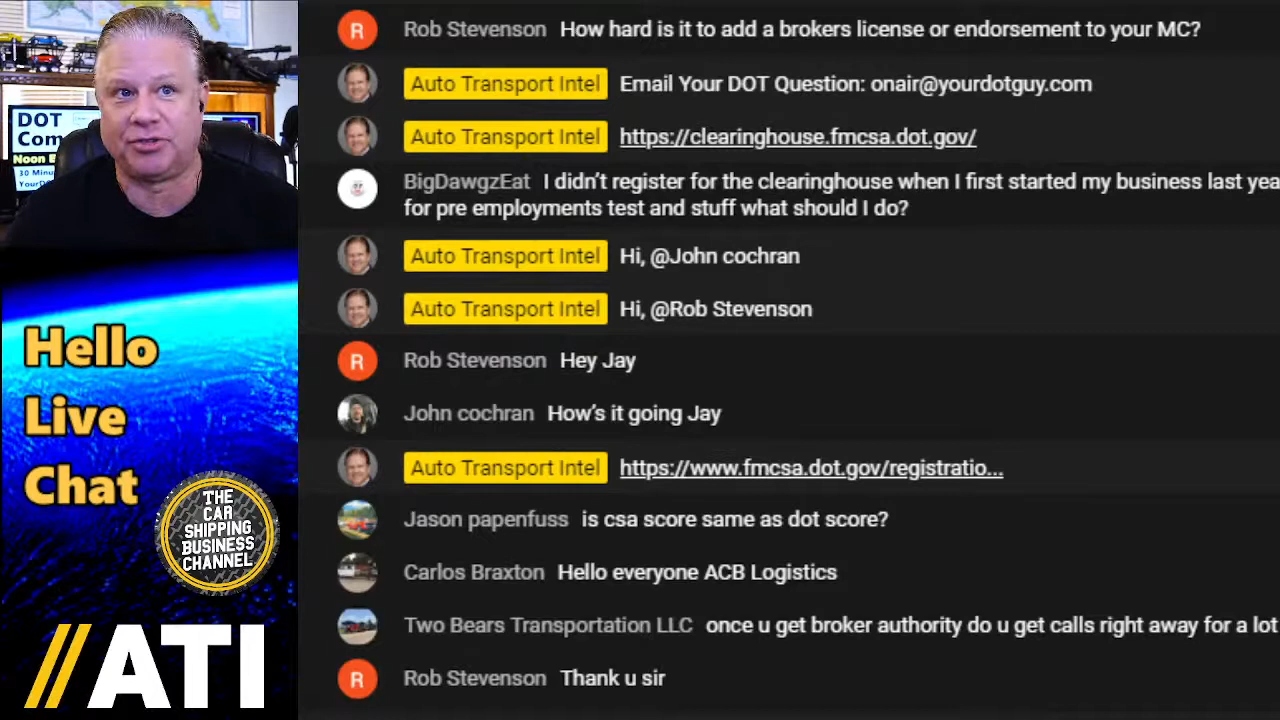 DOT
Com
Noon E
30 Minu
YourD
Hello
Live
Chat
THE
CAR
SHIPPING
BUSINESS
CHANNEL
//ATI
R Rob Stevenson How hard is it to add a brokers license or endorsement to your MC?
Auto Transport Intel Email Your DOT Question: onair@yourdotguy.com
Auto Transport Intel https://clearinghouse.fmcsa.dot.gov/
BigDawgzEat I didn't register for the clearinghouse when I first started my business last yea
for pre employments test and stuff what should I do?
Auto Transport Intel Hi, @John cochran
Auto Transport Intel Hi, @Rob Stevenson
R Rob Stevenson Hey Jay
John cochran How's it going Jay
Auto Transport Intel https://www.fmcsa.dot.gov/registratio...
Jason papenfuss is csa score same as dot score?
Carlos Braxton Hello everyone ACB Logistics
Two Bears Transportation LLC once u get broker authority do u get calls right away for a lot
R Rob Stevenson Thank u sir